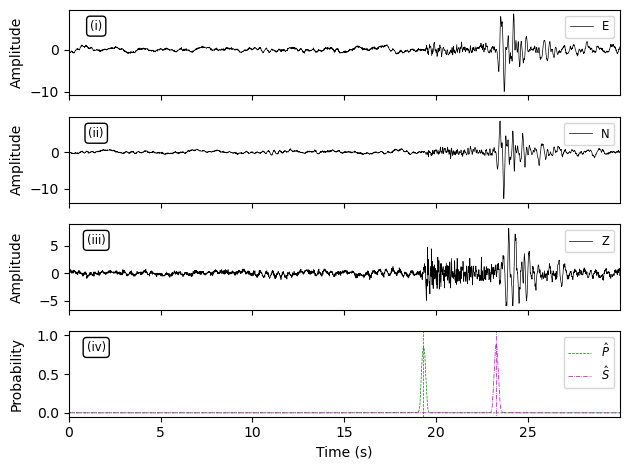 (i)
E
Amplitude
0
−10
(ii)
N
Amplitude
0
−10
(iii)
Z
Amplitude
5
0
−5
(iv)
P̂
Ŝ
Probability
1.0
0.5
0.0
0 5 10 15 20 25
Time (s)